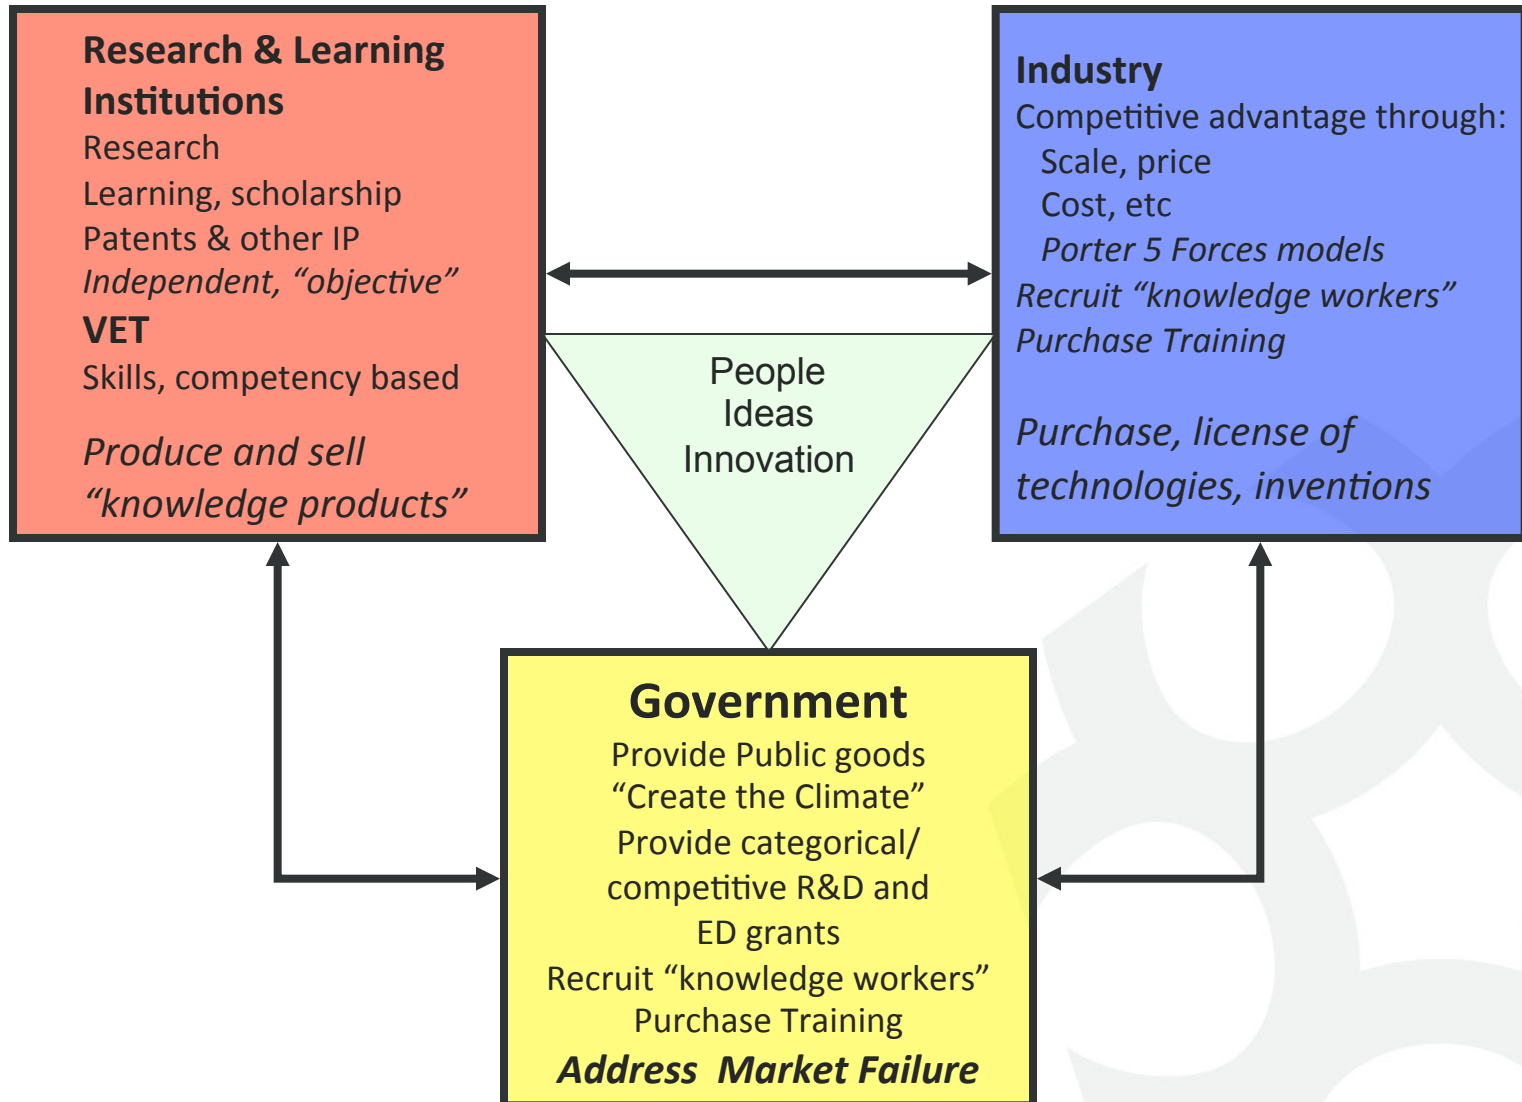 Research & Learning
Institutions
Research
Learning, scholarship
Patents & other IP
Independent, “objective”
VET
Skills, competency based
Produce and sell
“knowledge products”
Industry
Competitive advantage through:
Scale, price
Cost, etc
Porter 5 Forces models
Recruit “knowledge workers”
Purchase Training
Purchase, license of
technologies, inventions
People
Ideas
Innovation
Government
Provide Public goods
“Create the Climate”
Provide categorical/
competitive R&D and
ED grants
Recruit “knowledge workers”
Purchase Training
Address  Market Failure